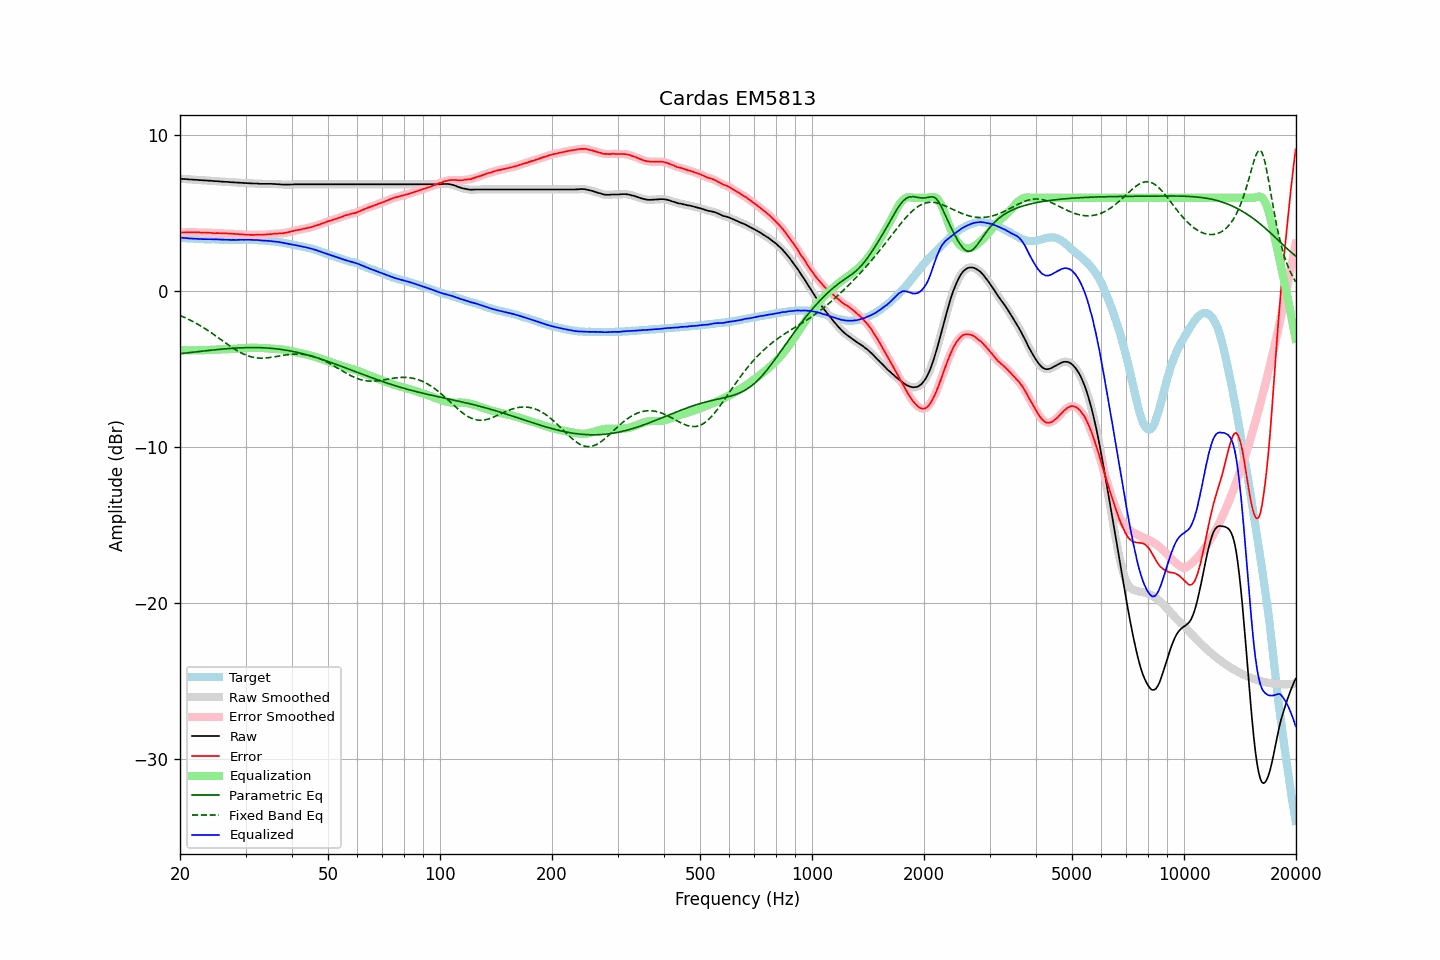 Cardas EM5813
10
0
−10
−20
−30
Amplitude (dBr)
Target
Raw Smoothed
Error Smoothed
Raw
Error
Equalization
Parametric Eq
Fixed Band Eq
Equalized
20 50 100 200 500 1000 2000 5000 10000 20000
Frequency (Hz)